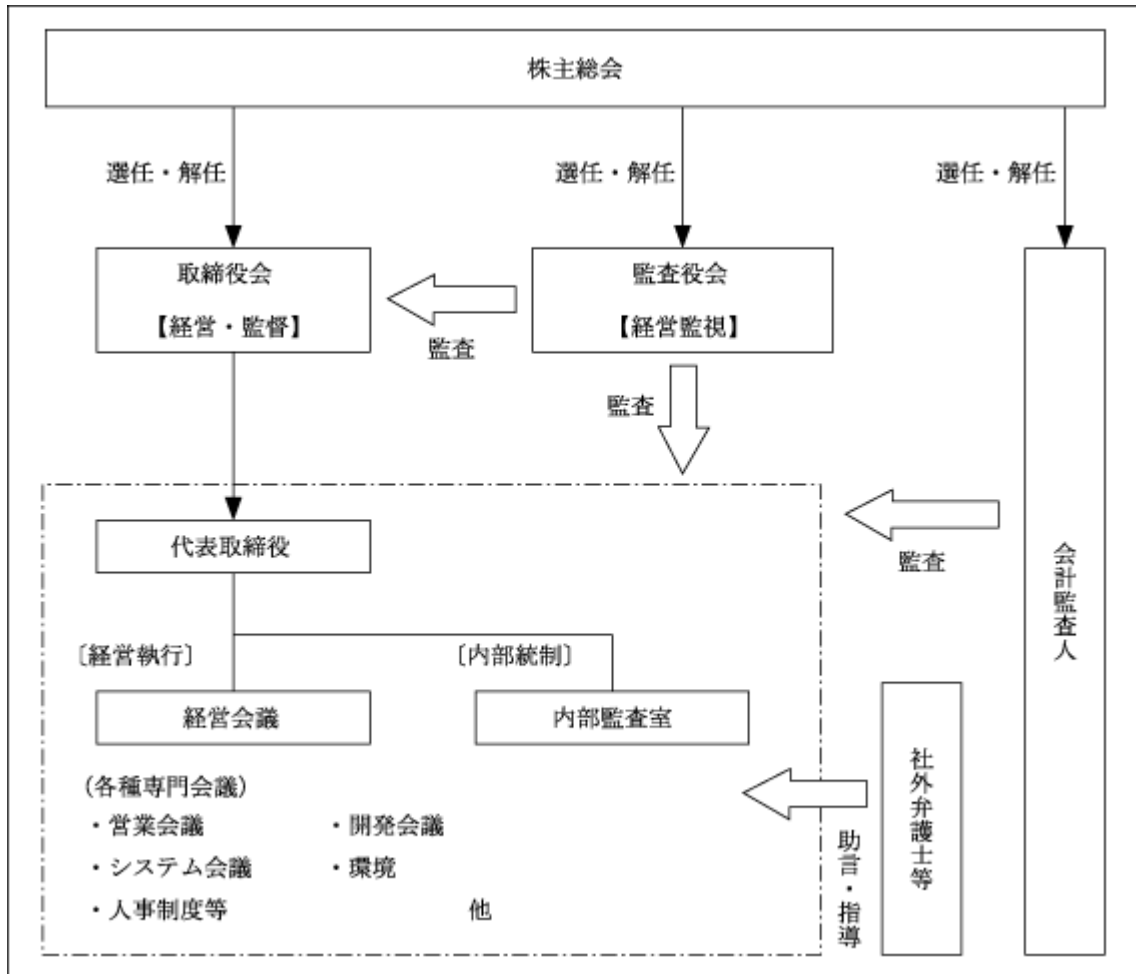 株主総会
選任・解任
選任・解任
選任・解任
取締役会
【経営・監督】
監査
監査役会
【経営監視】
監査
代表取締役
監査
会計監査人
〔経営執行〕
〔内部統制〕
経営会議
内部監査室
(各種専門会議)
・営業会議
・開発会議
・システム会議
・環境
・人事制度等
他
助言・指導
社外弁護士等